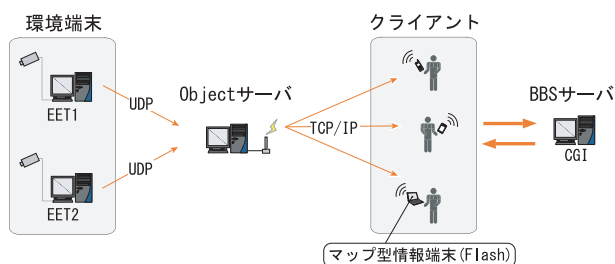 環境端末
EET1
EET2
UDP
UDP
Objectサーバ
TCP/IP
クライアント
マップ型情報端末(Flash)
BBSサーバ
CGI